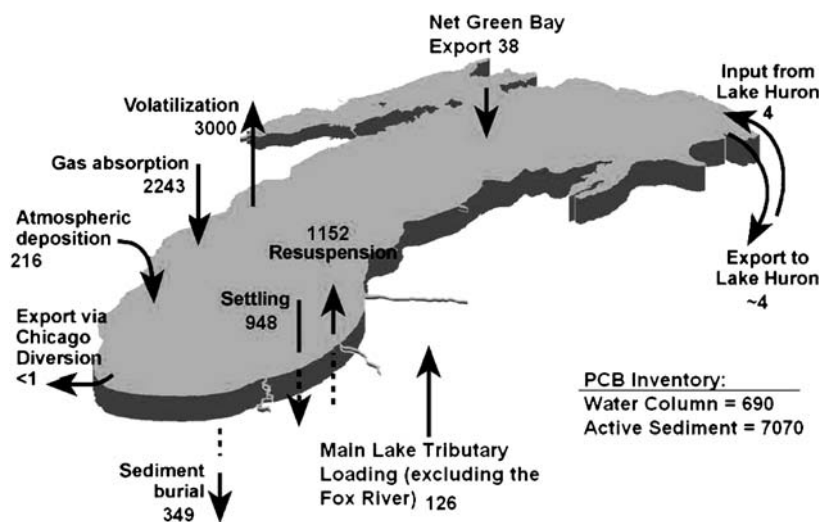 Net Green Bay
Export 38
Input from
Lake Huron
4
Volatilization
3000
Gas absorption
2243
Atmospheric
deposition
216
1152
Resuspension
Settling
948
Export to
Lake Huron
~4
Export via
Chicago
Diversion
<1
PCB Inventory:
Water Column = 690
Active Sediment = 7070
Main Lake Tributary
Loading (excluding the
Fox River) 126
Sediment
burial
349